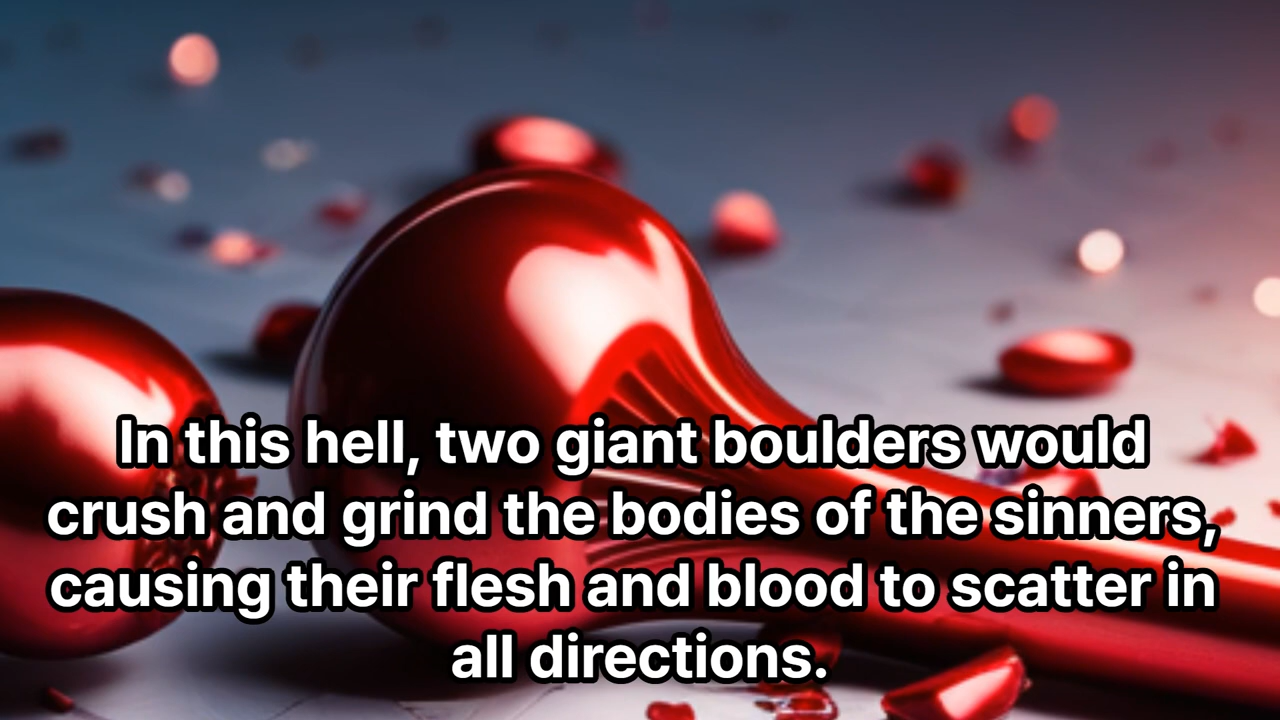 In this hell, two giant boulders would
crush and grind the bodies of the sinners,
causing their flesh and blood to scatter in
all directions.